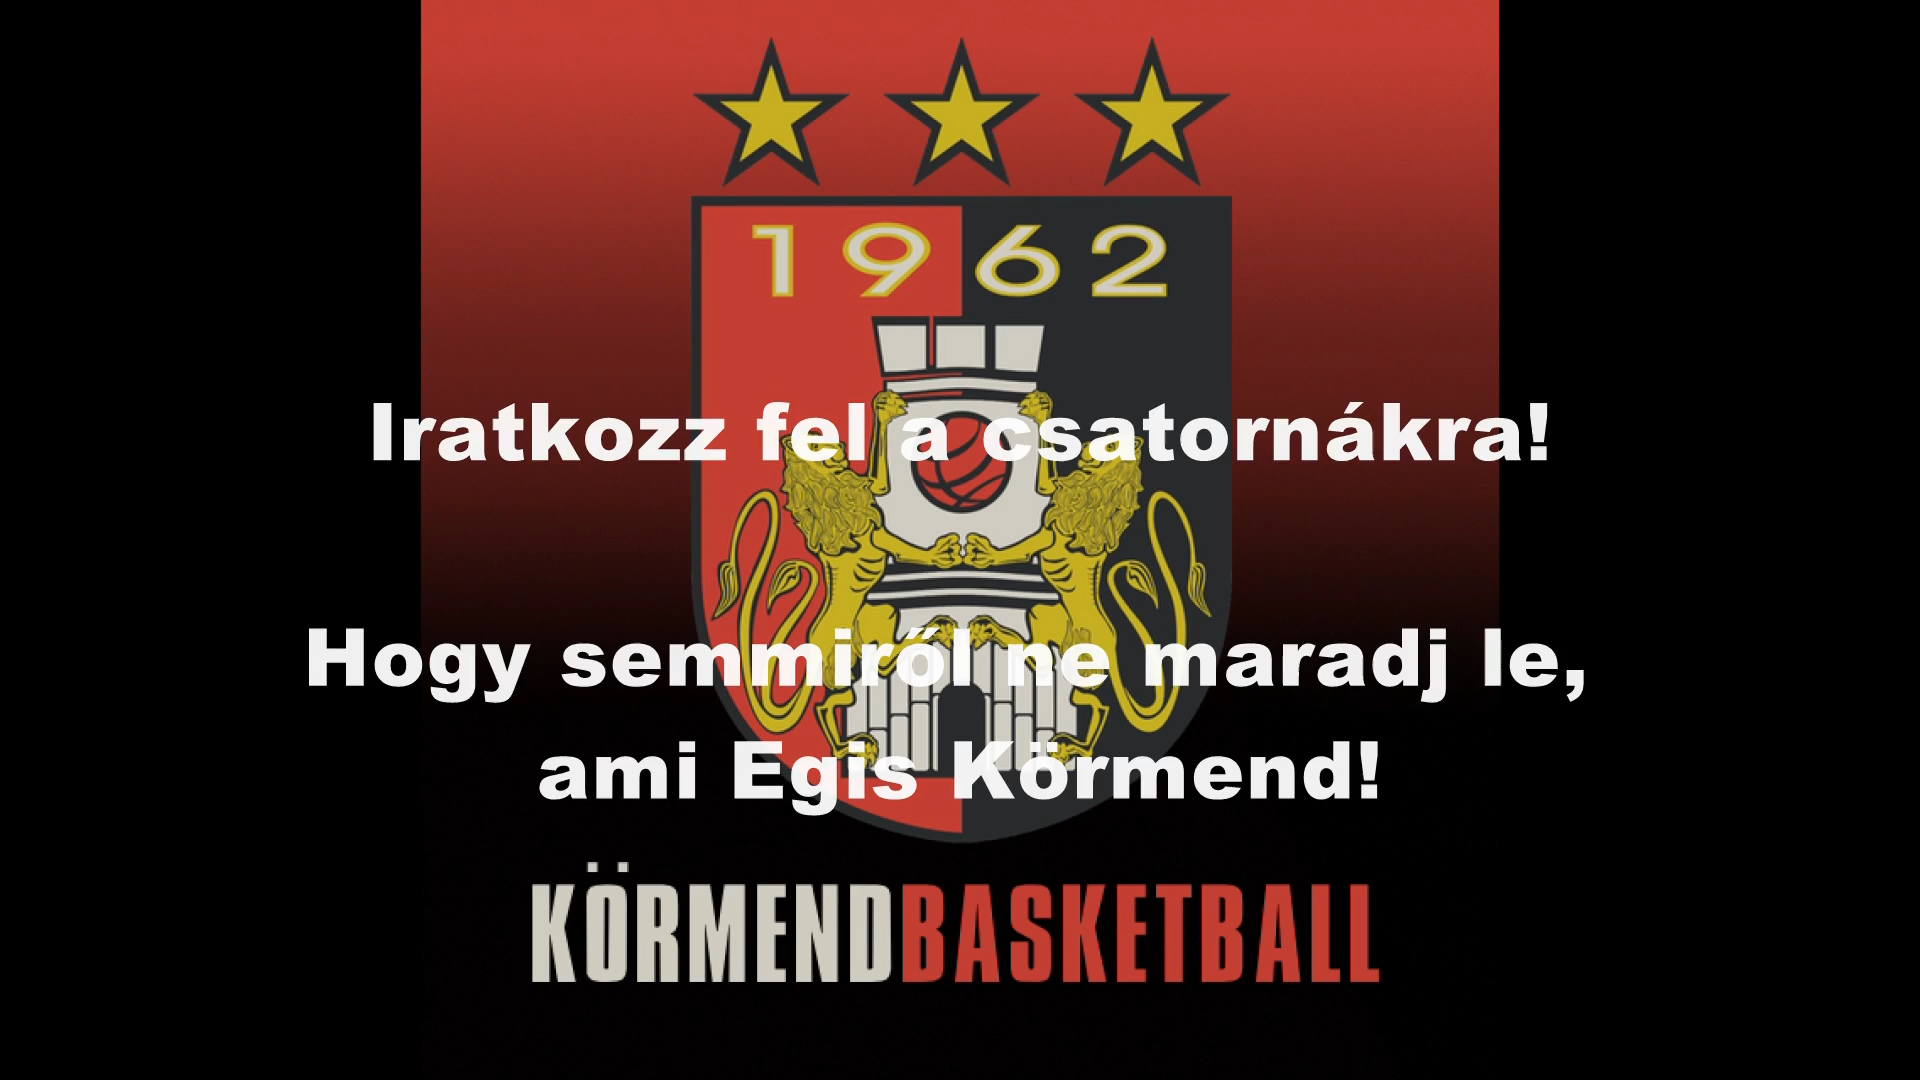 1962
Iratkozz fel a csatornákra!
Hogy semmiről ne maradj le,
ami Egis Körmend!
KÖRMENDBASKETBALL